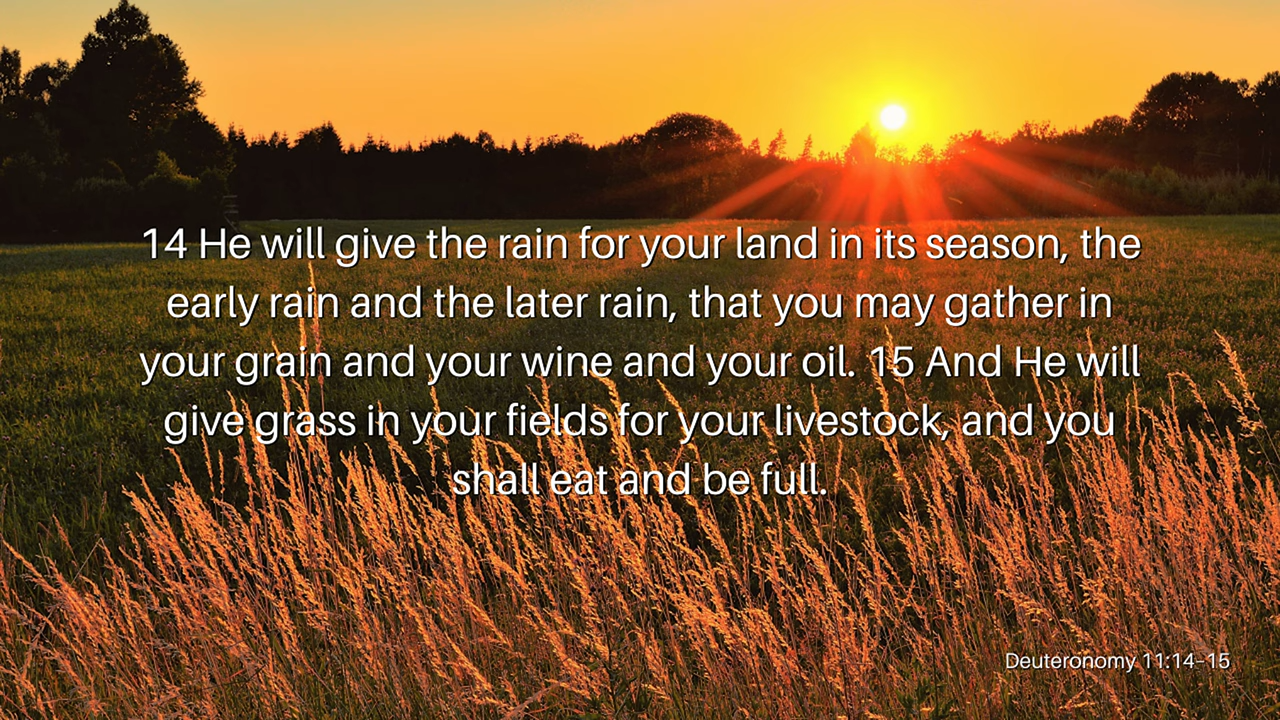 14 He will give the rain for your land in its season, the
early rain and the later rain, that you may gather in
your grain and your wine and your oil. 15 And He will
give grass in your fields for your livestock, and you
shall eat and be full.
Deuteronomy 11:14–15